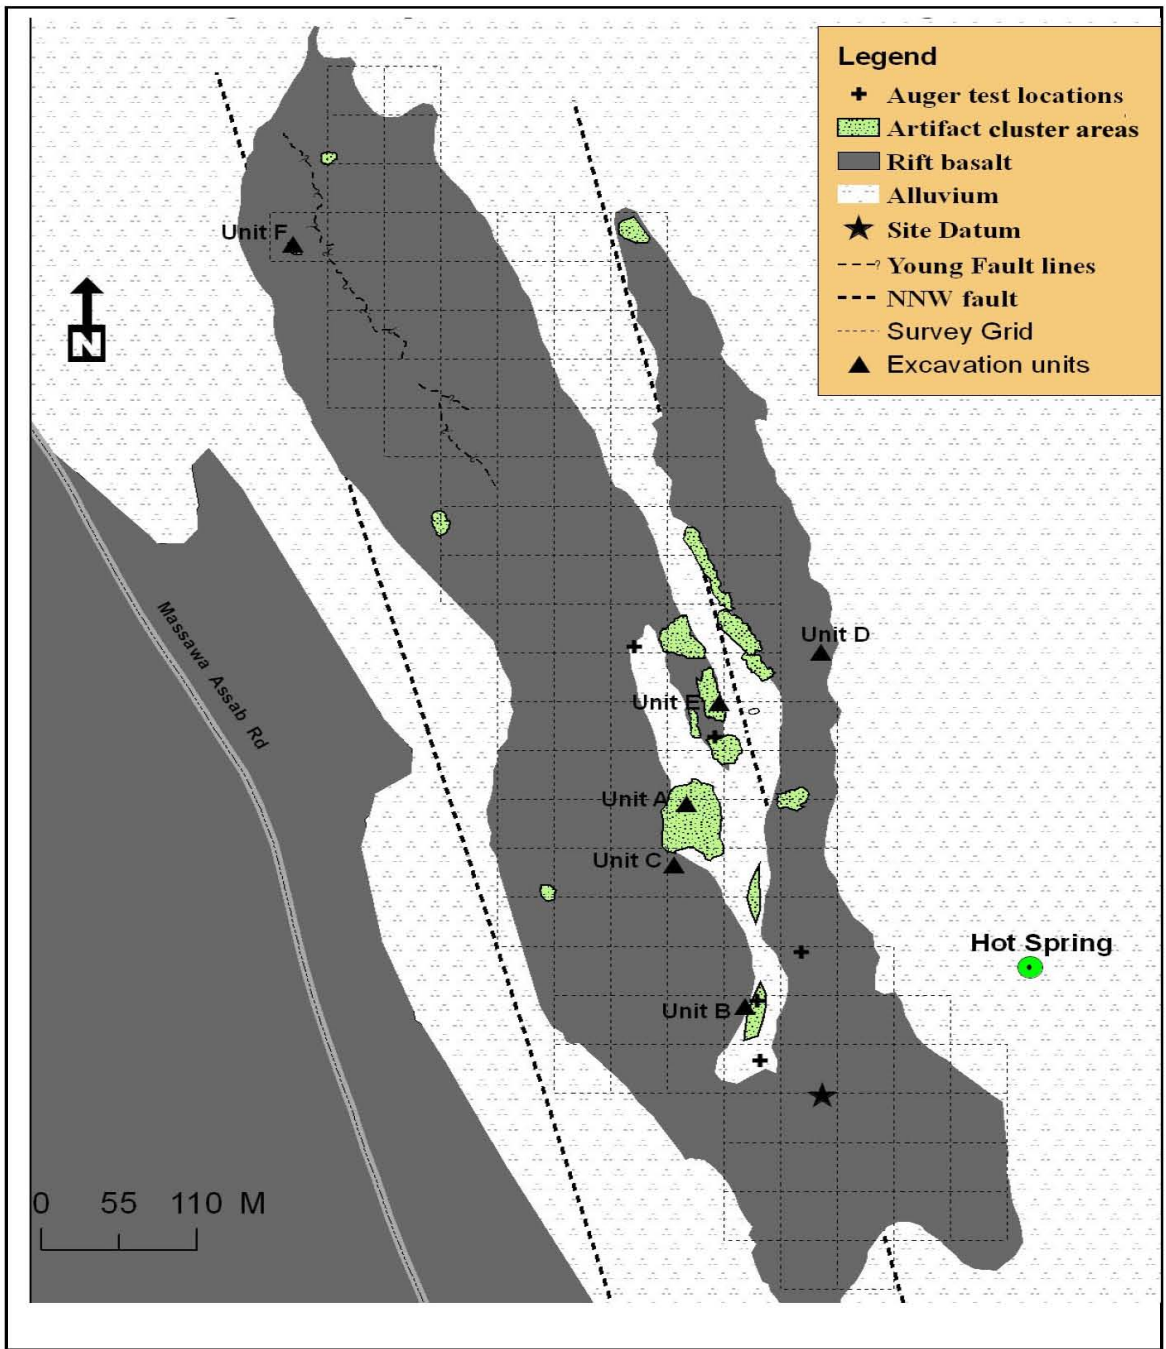 Legend
Auger test locations
Artifact cluster areas
Rift basalt
Alluvium
Site Datum
? Young Fault lines
NNW fault
Survey Grid
Excavation units
Unit F
N
Massawa Assab Rd
Unit D
Unit E
0
Unit A
Unit C
Hot Spring
Unit B
0 55 110 M